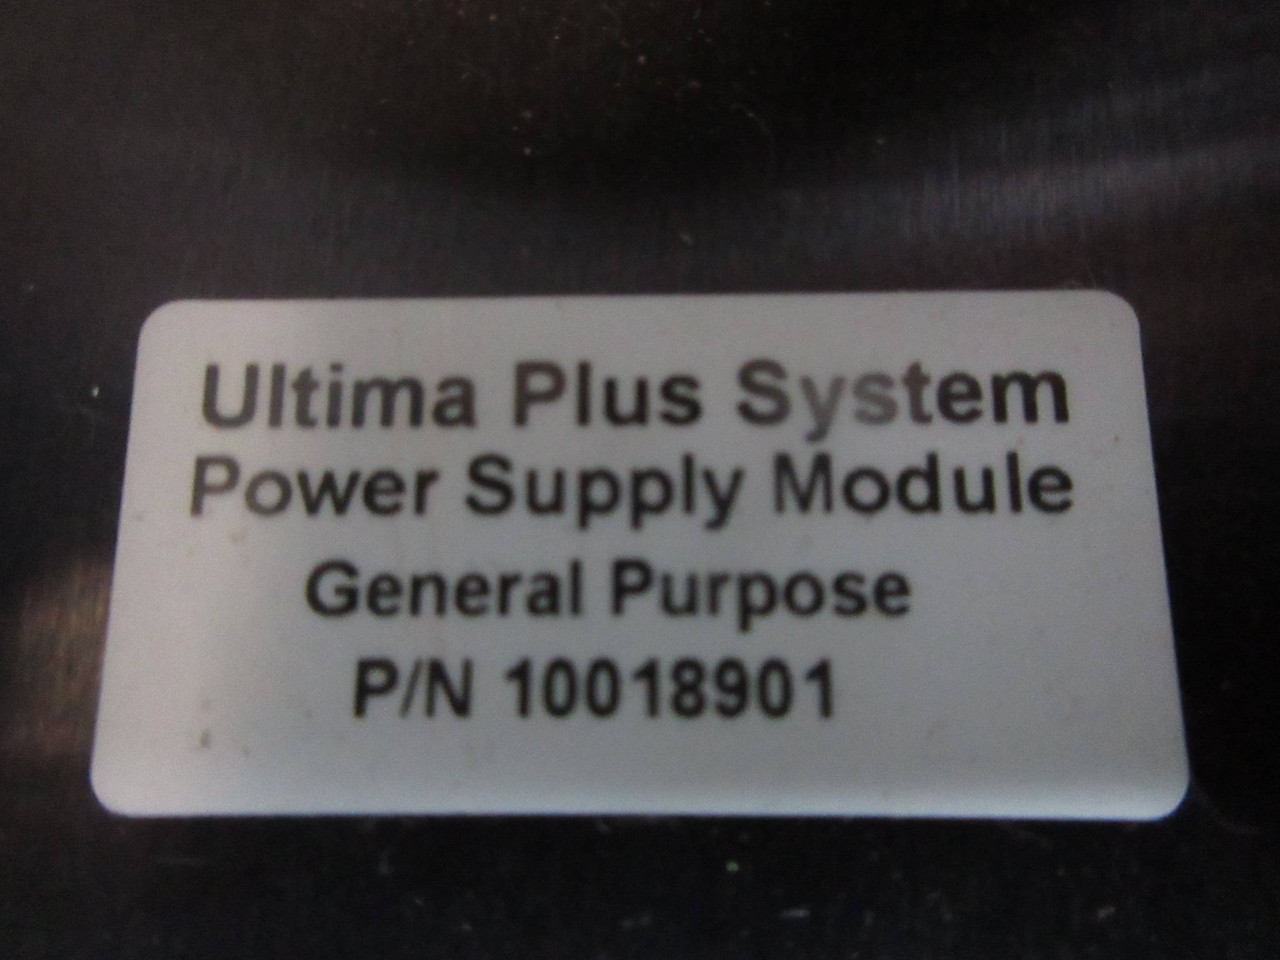 Ultima Plus System
Power Supply Module
General Purpose
P/N 10018901